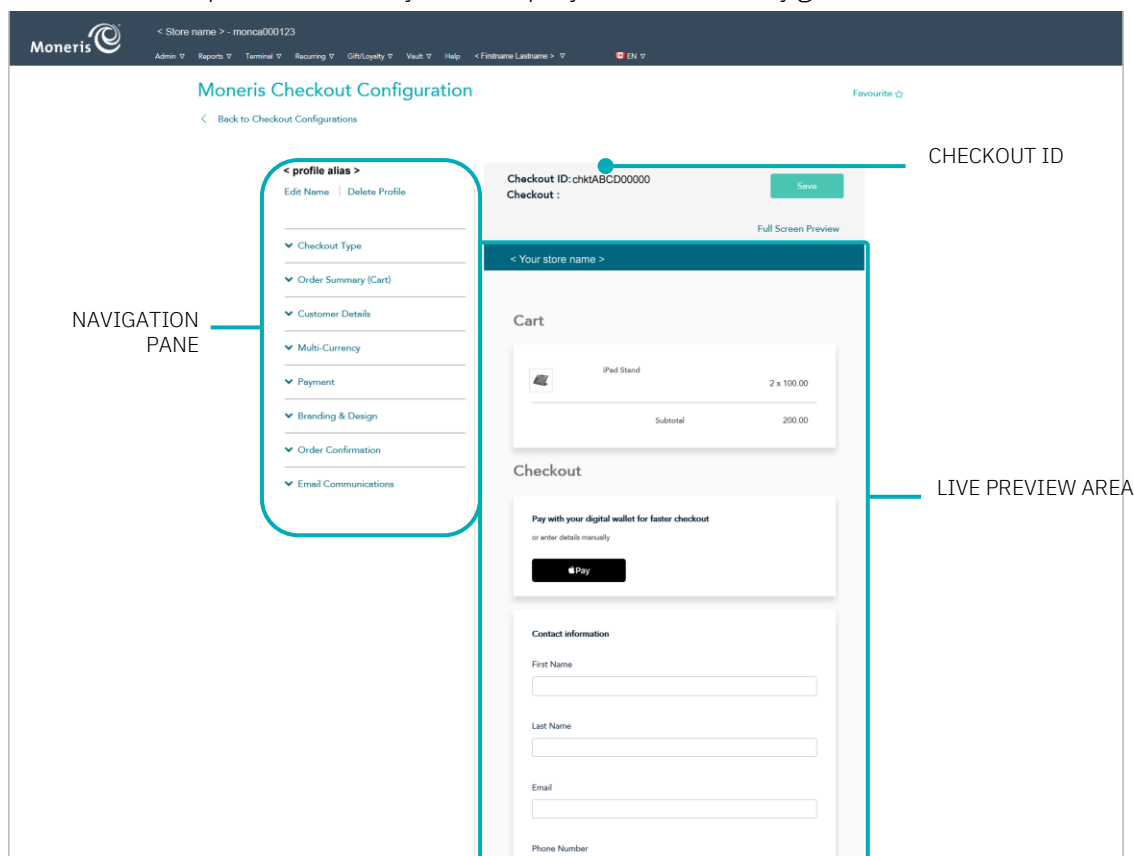 Moneris
< Store name > - monca000123
Admin Reports Terminal Recurring Gift/Loyalty Vault Help < Firstname Lastname > EN
Moneris Checkout Configuration
Favourite
Back to Checkout Configurations
CHECKOUT ID
< profile alias >
Edit Name | Delete Profile
Checkout ID: chktABCD00000
Checkout :
Save
Full Screen Preview
Checkout Type
Order Summary (Cart)
Customer Details
Multi-Currency
Payment
Branding & Design
Order Confirmation
Email Communications
NAVIGATION
PANE
< Your store name >
Cart
iPad Stand
2 x 100.00
Subtotal 200.00
Checkout
LIVE PREVIEW AREA
Pay with your digital wallet for faster checkout
or enter details manually
Pay
Contact information
First Name
Last Name
Email
Phone Number